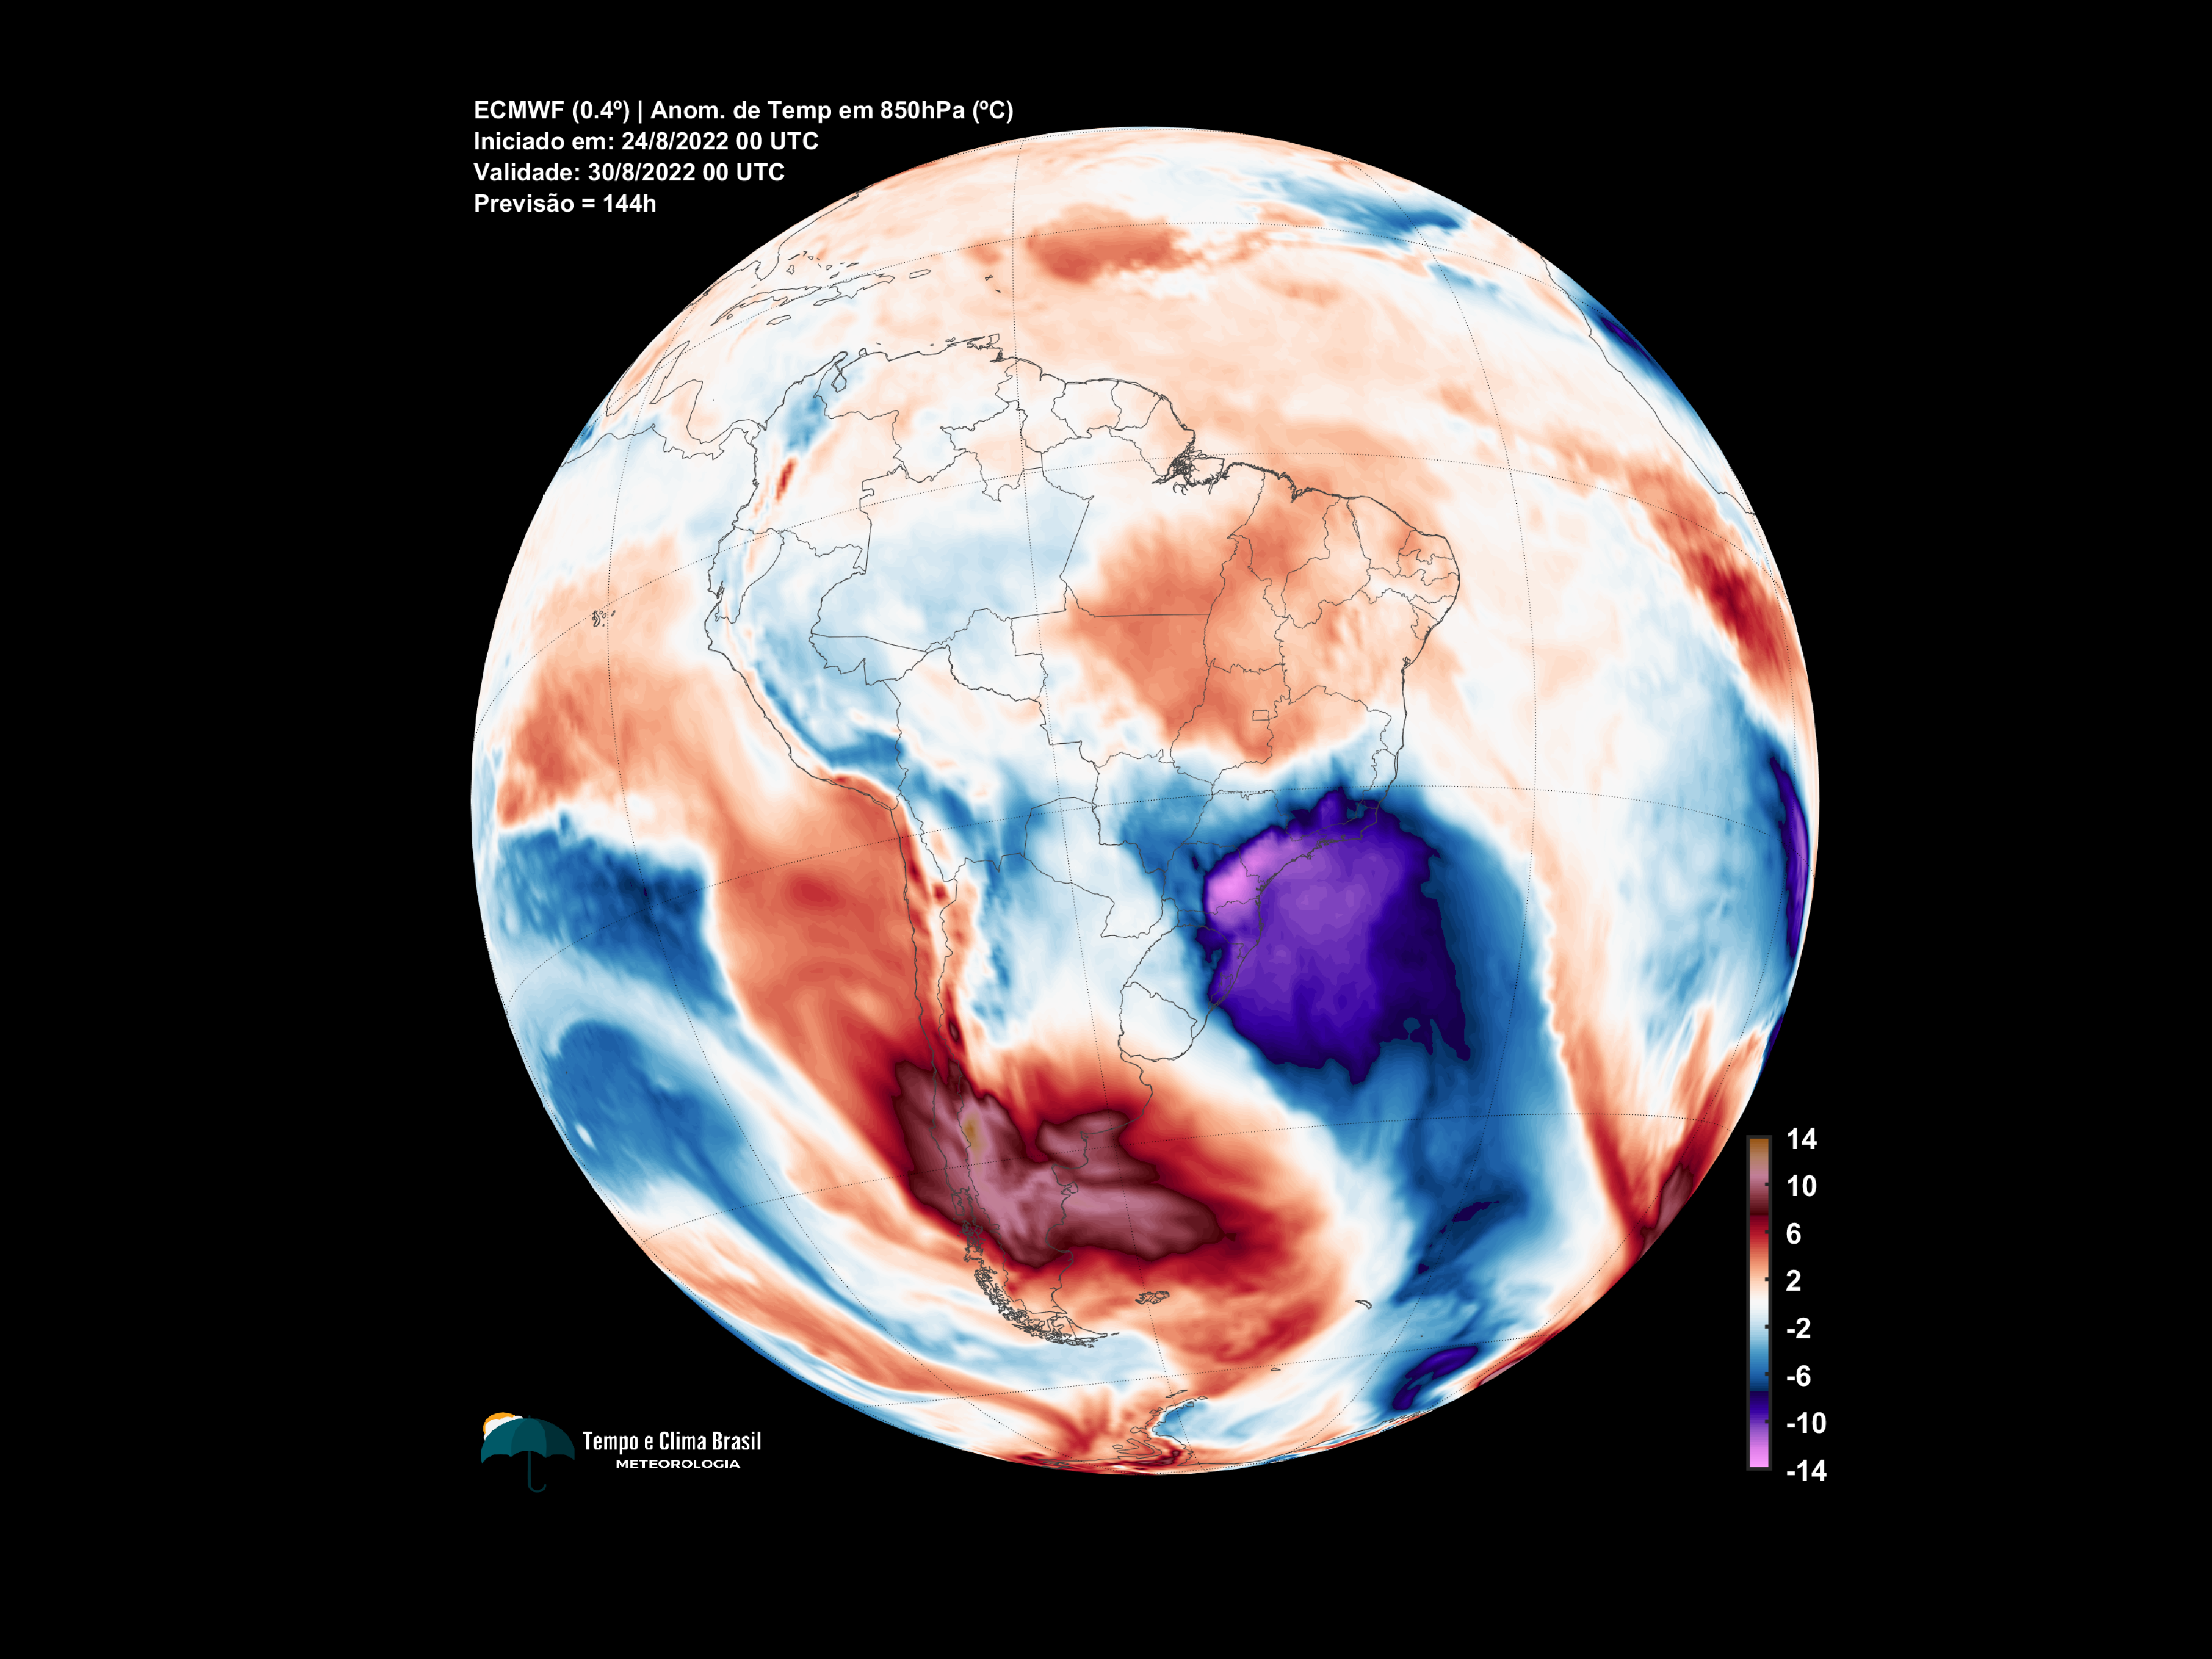 ECMWF (0.4º) | Anom. de Temp em 850hPa (ºC)
Iniciado em: 24/8/2022 00 UTC
Validade: 30/8/2022 00 UTC
Previsão = 144h
14
10
6
2
-2
-6
-10
-14
Tempo e Clima Brasil
METEOROLOGIA